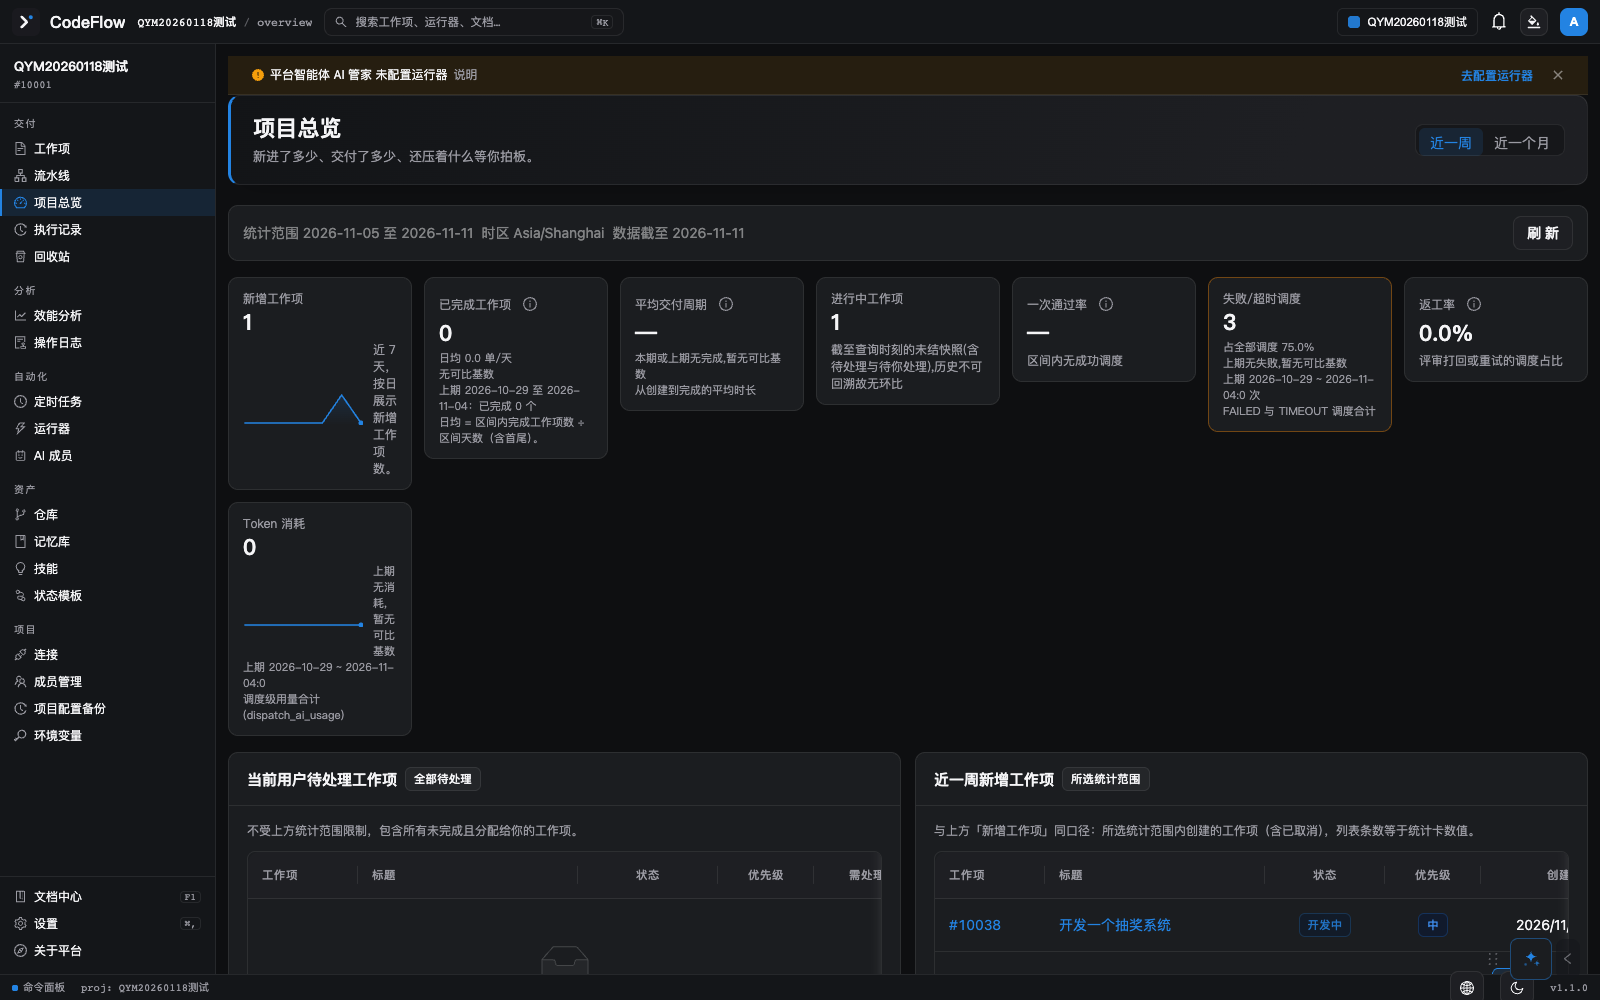 CodeFlow QYM20260118测试 / overview
搜索工作项、运行器、文档... ⌘K
QYM20260118测试
A
QYM20260118测试
#10001
交付
工作项
流水线
项目总览
执行记录
回收站
分析
效能分析
操作日志
自动化
定时任务
运行器
AI 成员
资产
仓库
记忆库
技能
状态模板
项目
连接
成员管理
项目配置备份
环境变量
文档中心 F1
设置 ⌘,
关于平台
平台智能体 AI 管家 未配置运行器 说明
去配置运行器
项目总览
新进了多少、交付了多少、还压着什么等你拍板。
近一周 近一个月
统计范围 2026-11-05 至 2026-11-11 时区 Asia/Shanghai 数据截至 2026-11-11
刷 新
新增工作项
1
近 7
天，
按日
展示
新增
工作
项
数。
已完成工作项
0
日均 0.0 单/天
无可比基数
上期 2026-10-29 至 2026-
11-04：已完成 0 个
日均 = 区间内完成工作项数 ÷
区间天数（含首尾）。
平均交付周期
—
本期或上期无完成,暂无可比基
数
从创建到完成的平均时长
进行中工作项
1
截至查询时刻的未结快照(含
待处理与待你处理),历史不可
回溯故无环比
一次通过率
—
区间内无成功调度
失败/超时调度
3
占全部调度 75.0%
上期无失败,暂无可比基数
上期 2026-10-29 ~ 2026-11-
04:0 次
FAILED 与 TIMEOUT 调度合计
返工率
0.0%
评审打回或重试的调度占比
Token 消耗
0
上期
无消
耗,
暂无
可比
基数
上期 2026-10-29 ~ 2026-11-
04:0
调度级用量合计
(dispatch_ai_usage)
当前用户待处理工作项 全部待处理
不受上方统计范围限制，包含所有未完成且分配给你的工作项。
工作项 标题 状态 优先级 需处理
近一周新增工作项 所选统计范围
与上方「新增工作项」同口径：所选统计范围内创建的工作项（含已取消），列表条数等于统计卡数值。
工作项 标题 状态 优先级 创建
#10038 开发一个抽奖系统 开发中 中 2026/11/
命令面板 proj: QYM20260118测试
v1.1.0